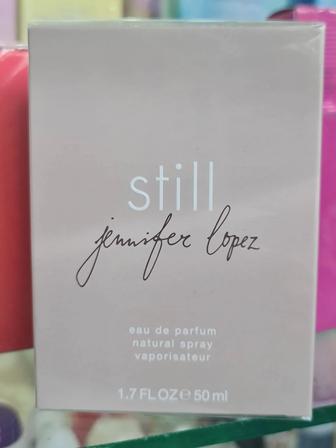 still
jennifer lopez
eau de parfum
natural spray
vaporisateur
1.7 FL OZ ℮ 50 ml